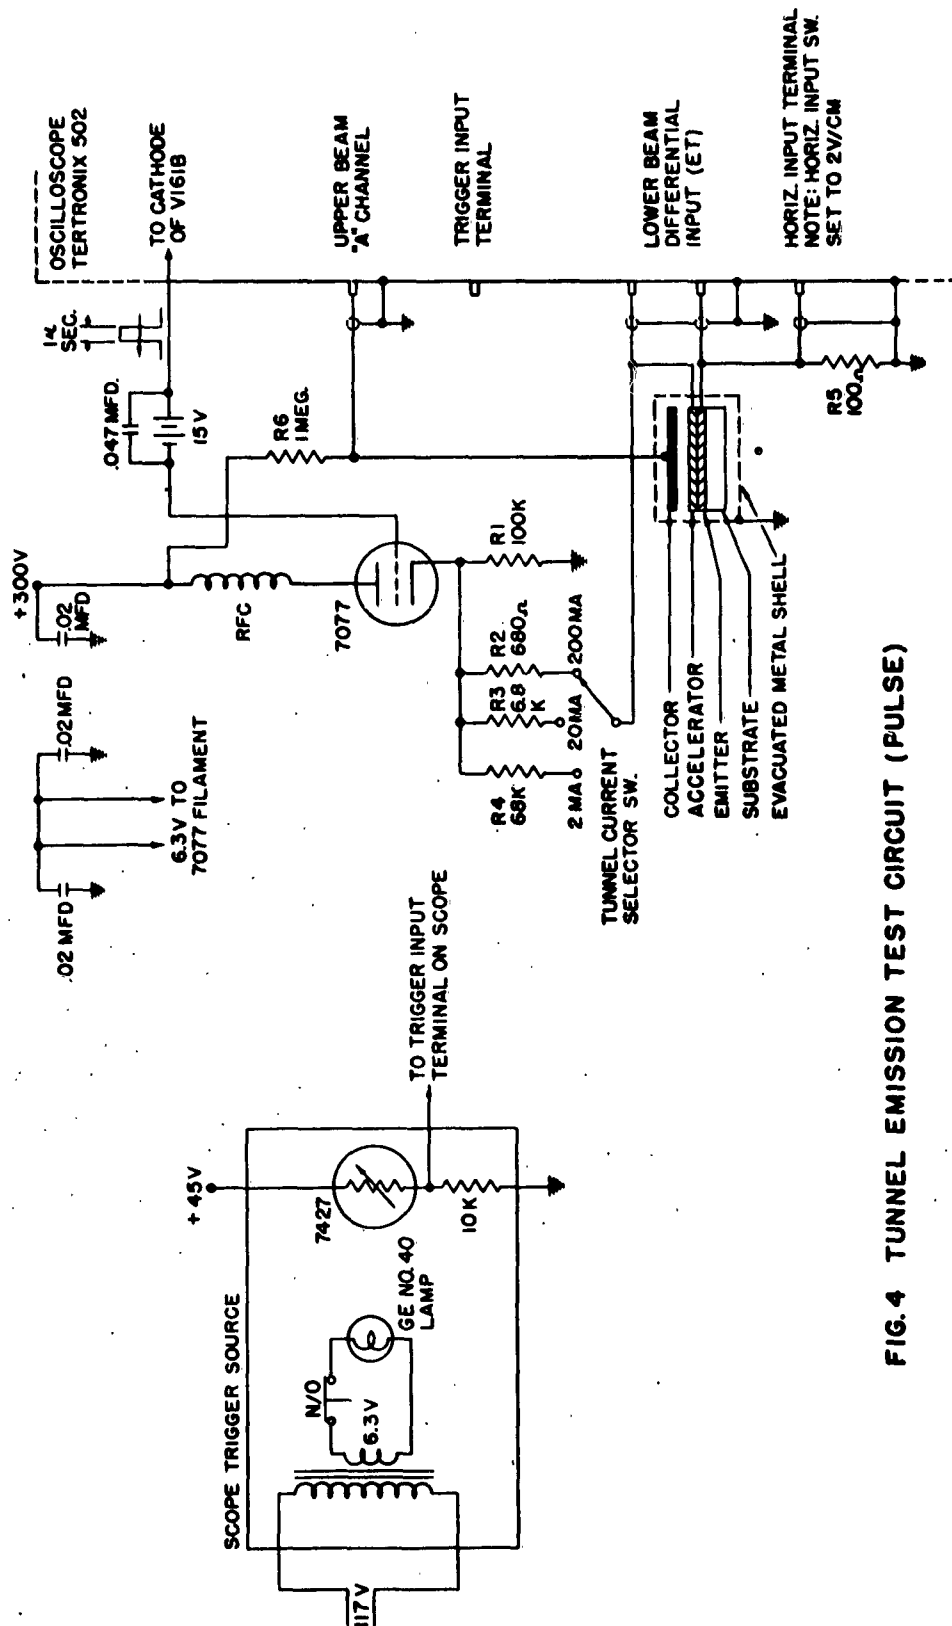 OSCILLOSCOPE
TERTRONIX 502
TO CATHODE
OF V161B
UPPER BEAM
"A" CHANNEL
TRIGGER INPUT
TERMINAL
LOWER BEAM
DIFFERENTIAL
INPUT (ET)
HORIZ. INPUT TERMINAL
NOTE: HORIZ. INPUT SW.
SET TO 2V/CM
SEC.
.047 MFD.
15V
R6
1 MEG.
R5
100Ω
+300V
.02
MFD
RFC
7077
R1
100K
R2
680Ω
R3
6.8
K
R4
68K
200MA
20MA
2 MA
TUNNEL CURRENT
SELECTOR SW.
COLLECTOR
ACCELERATOR
EMITTER
SUBSTRATE
EVACUATED METAL SHELL
.02 MFD
.02 MFD
6.3V TO
7077 FILAMENT
SCOPE TRIGGER SOURCE
+45V
7427
10K
TO TRIGGER INPUT
TERMINAL ON SCOPE
GE NO. 40
LAMP
N/O
6.3V
117V
FIG. 4 TUNNEL EMISSION TEST CIRCUIT (PULSE)